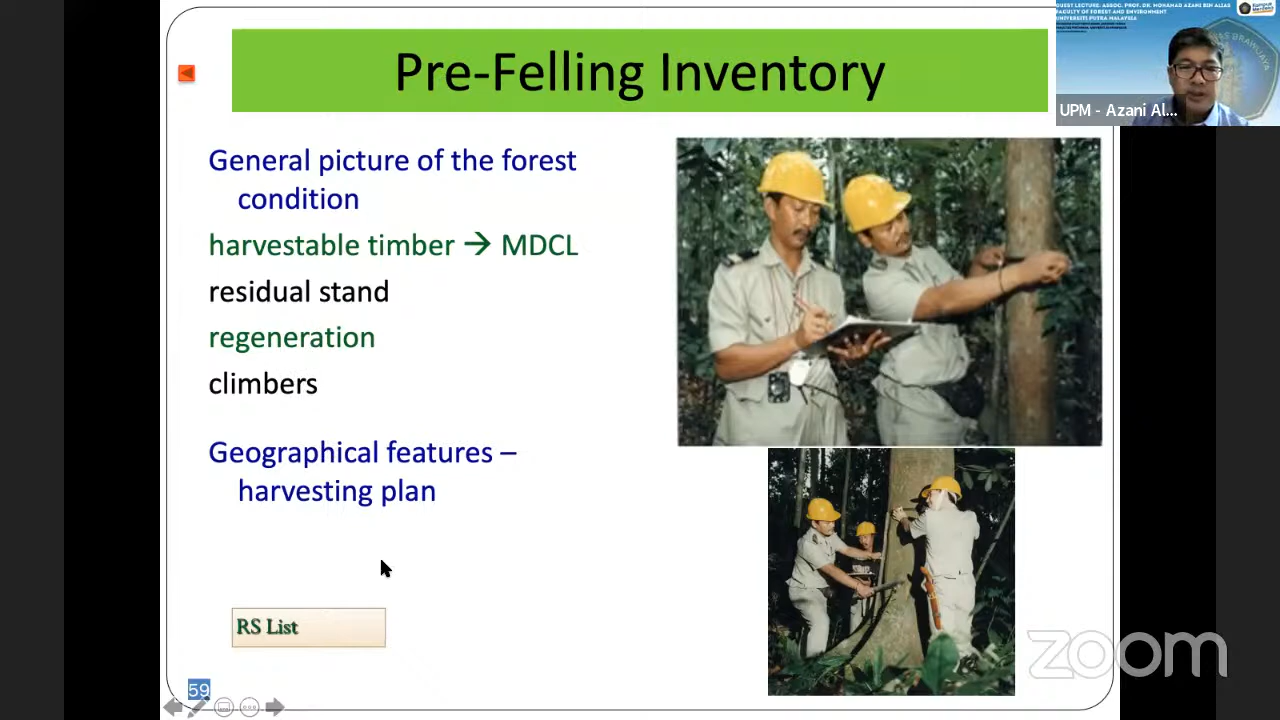 Pre-Felling Inventory
General picture of the forest
condition
harvestable timber → MDCL
residual stand
regeneration
climbers
Geographical features –
harvesting plan
RS List
59
GUEST LECTURE: ASSOC. PROF. DR. MOHAMAD AZANI BIN ALIAS
FACULTY OF FOREST AND ENVIRONMENT
UNIVERSITI PUTRA MALAYSIA
UPM - Azani Al...
zoom